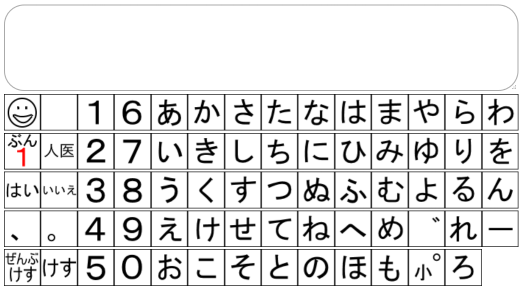 1 6 あ か さ た な は ま や ら わ
ぶん 1 人医 2 7 い き し ち に ひ み ゆ り を
はい いいえ 3 8 う く す つ ぬ ふ む よ る ん
、 。 4 9 え け せ て ね へ め ゛ れ ー
ぜんぶけす けす 5 0 お こ そ と の ほ も 小゜ ろ